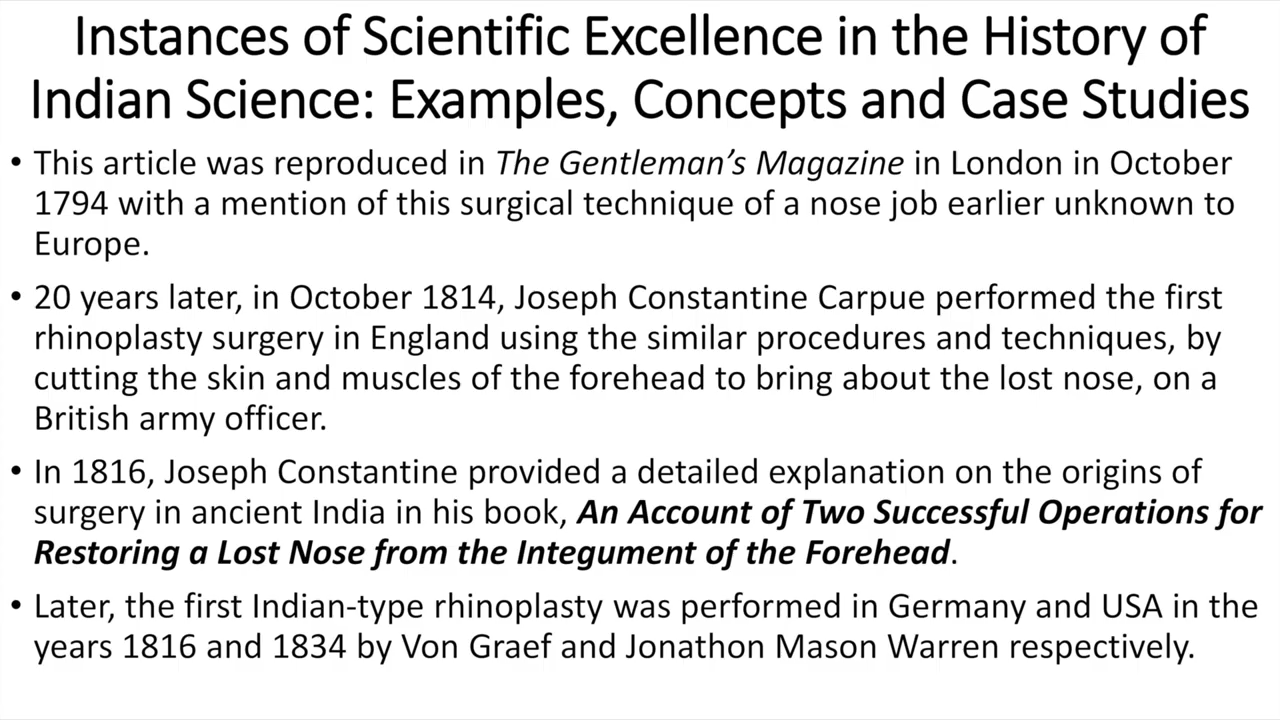 Instances of Scientific Excellence in the History of
Indian Science: Examples, Concepts and Case Studies
• This article was reproduced in The Gentleman’s Magazine in London in October
1794 with a mention of this surgical technique of a nose job earlier unknown to
Europe.
• 20 years later, in October 1814, Joseph Constantine Carpue performed the first
rhinoplasty surgery in England using the similar procedures and techniques, by
cutting the skin and muscles of the forehead to bring about the lost nose, on a
British army officer.
• In 1816, Joseph Constantine provided a detailed explanation on the origins of
surgery in ancient India in his book, An Account of Two Successful Operations for
Restoring a Lost Nose from the Integument of the Forehead.
• Later, the first Indian-type rhinoplasty was performed in Germany and USA in the
years 1816 and 1834 by Von Graef and Jonathon Mason Warren respectively.